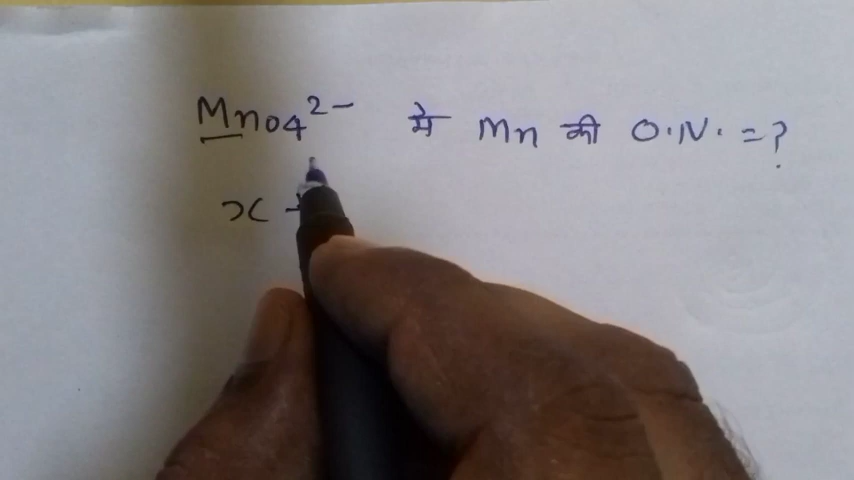 MnO4²⁻ में Mn की O.N. = ?
x